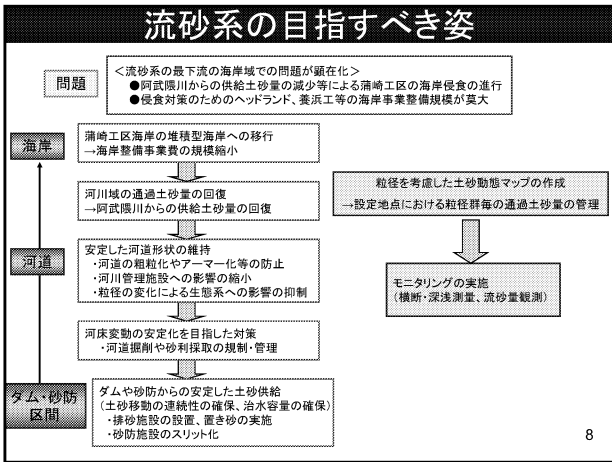 流砂系の目指すべき姿
問題
<流砂系の最下流の海岸域での問題が顕在化>
●阿武隈川からの供給土砂量の減少等による蒲崎工区の海岸侵食の進行
●侵食対策のためのヘッドランド、養浜工等の海岸事業整備規模が莫大
海岸
蒲崎工区海岸の堆積型海岸への移行
→海岸整備事業費の規模縮小
河川域の通過土砂量の回復
→阿武隈川からの供給土砂量の回復
河道
安定した河道形状の維持
・河道の粗粒化やアーマー化等の防止
・河川管理施設への影響の縮小
・粒径の変化による生態系への影響の抑制
河床変動の安定化を目指した対策
・河道掘削や砂利採取の規制・管理
ダム・砂防
区間
ダムや砂防からの安定した土砂供給
(土砂移動の連続性の確保、治水容量の確保)
・排砂施設の設置、置き砂の実施
・砂防施設のスリット化
粒径を考慮した土砂動態マップの作成
→設定地点における粒径群毎の通過土砂量の管理
モニタリングの実施
(横断・深浅測量、流砂量観測)
8